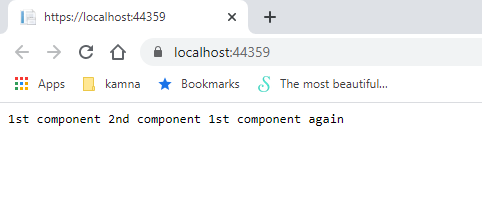 https://localhost:44359
localhost:44359
Apps kamna Bookmarks The most beautiful...
1st component 2nd component 1st component again